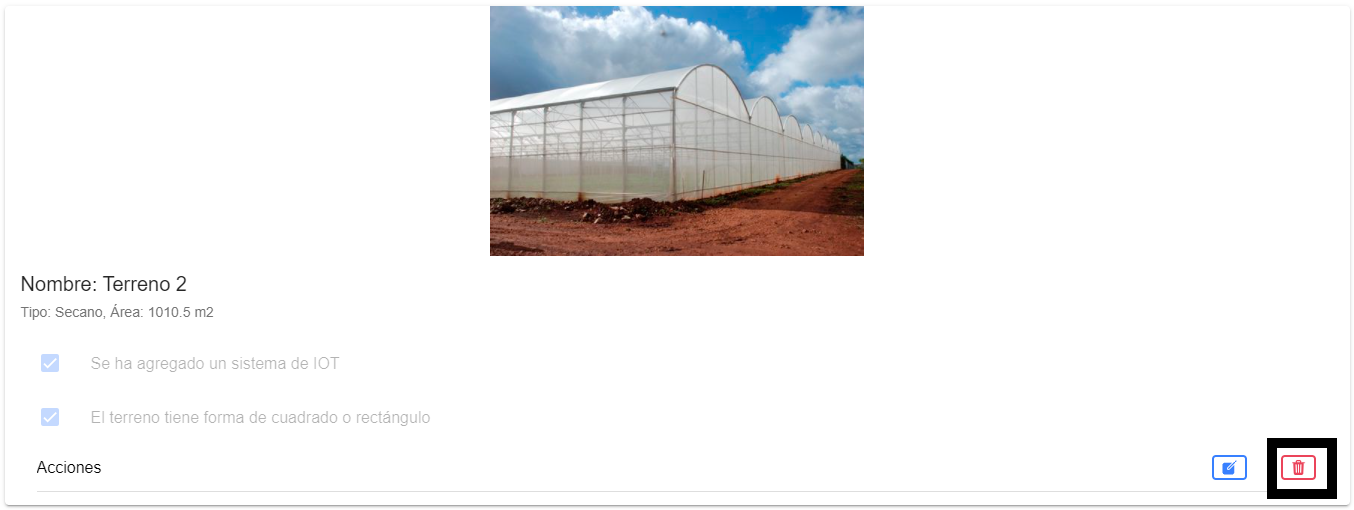 Nombre: Terreno 2
Tipo: Secano, Área: 1010.5 m2
Se ha agregado un sistema de IOT
El terreno tiene forma de cuadrado o rectángulo
Acciones